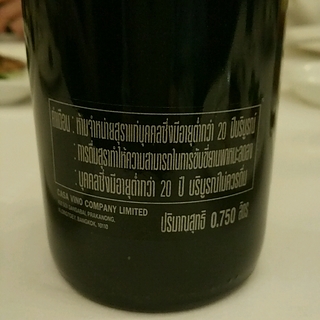 คำเตือน : ห้ามจำหน่ายสุราแก่บุคคลซึ่งมีอายุต่ำกว่า 20 ปีบริบูรณ์
: การดื่มสุราทำให้ความสามารถในการขับขี่ยานพาหนะลดลง
: บุคคลซึ่งมีอายุต่ำกว่า 20 ปี บริบูรณ์ไม่ควรดื่ม
CASA VINO COMPANY LIMITED
PRAKANONG,
BANGKOK, 10110
ปริมาณสุทธิ 0.750 ลิตร